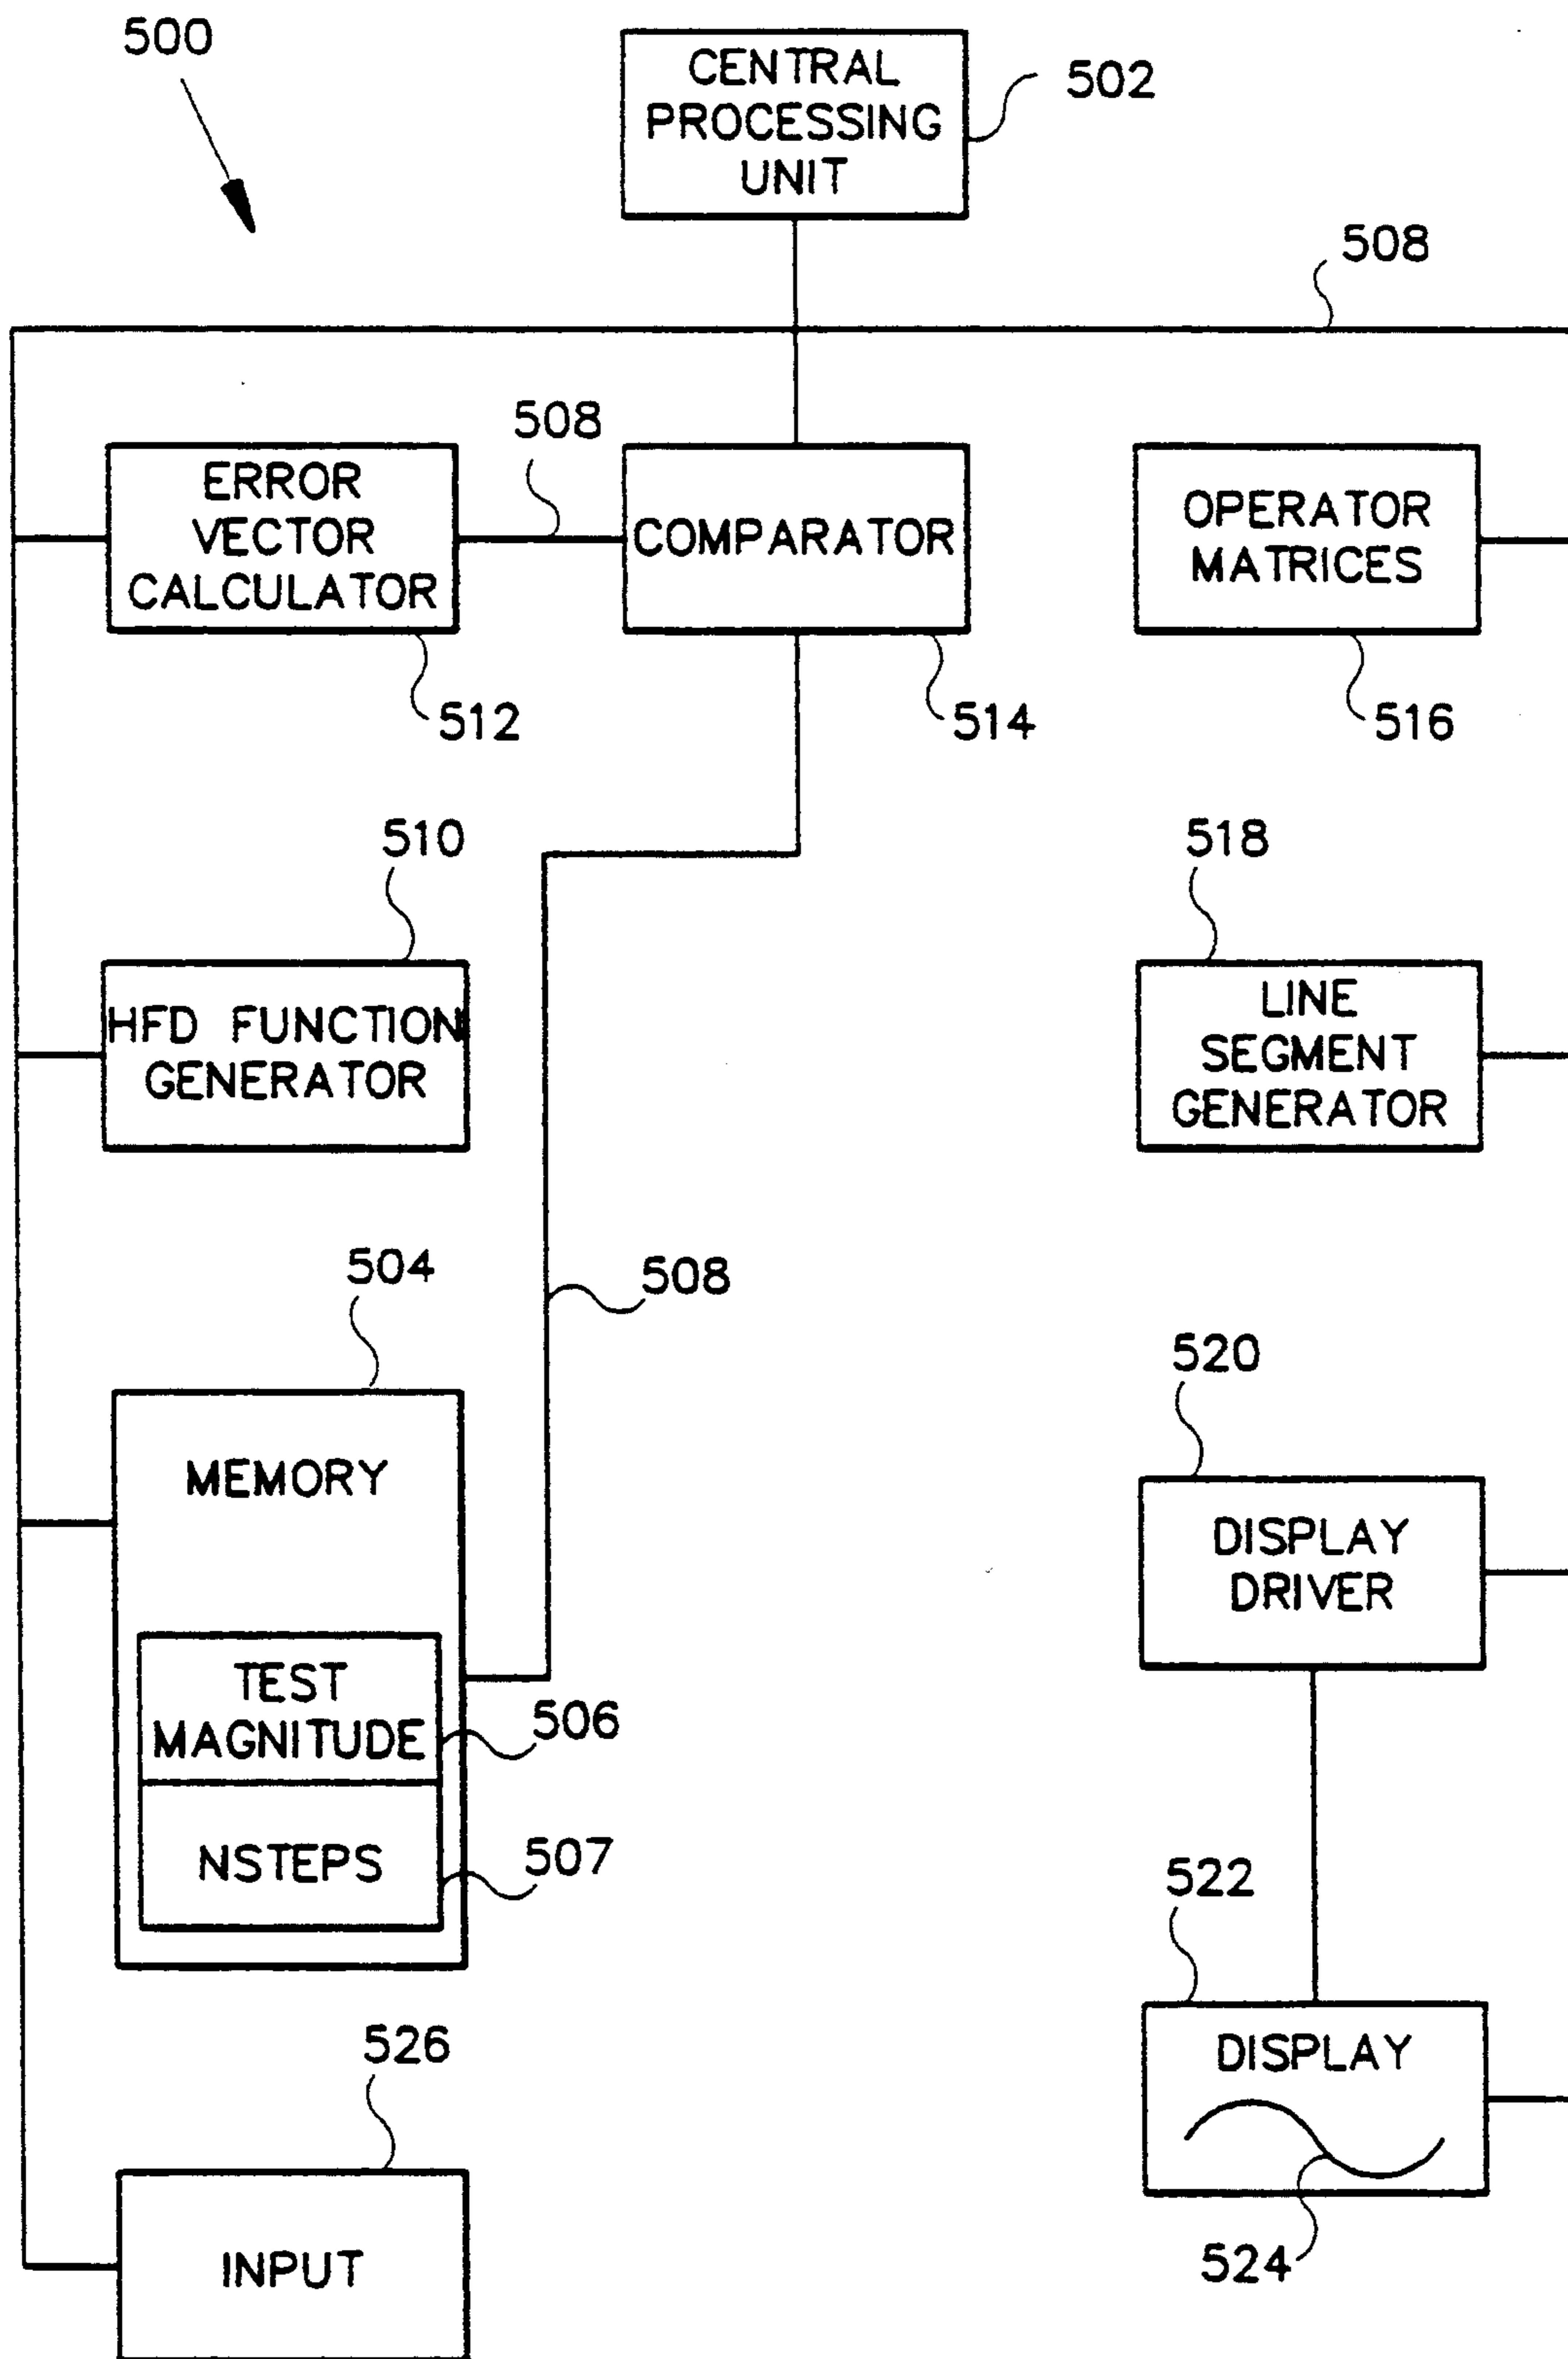 500
CENTRAL
PROCESSING
UNIT
502
508
508
ERROR
VECTOR
CALCULATOR
COMPARATOR
OPERATOR
MATRICES
512
514
516
510
518
HFD FUNCTION
GENERATOR
LINE
SEGMENT
GENERATOR
504
508
520
MEMORY
DISPLAY
DRIVER
TEST
MAGNITUDE
506
NSTEPS
507
522
DISPLAY
526
524
INPUT